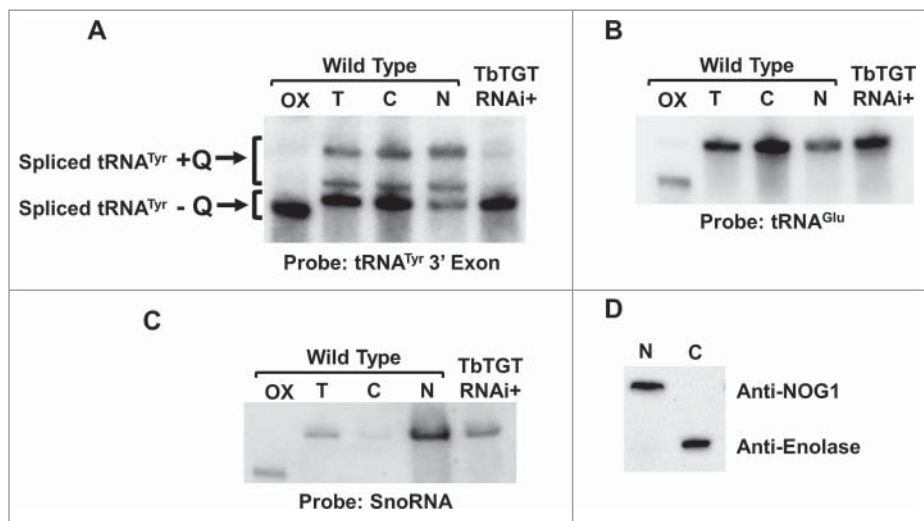 A
Wild Type
TbTGT
RNAi+
OX T C N
Spliced tRNATyr +Q
Spliced tRNATyr - Q
Probe: tRNATyr 3' Exon
B
Wild Type
TbTGT
RNAi+
OX T C N
Probe: tRNAGlu
C
Wild Type
TbTGT
RNAi+
OX T C N
Probe: SnoRNA
D
N C
Anti-NOG1
Anti-Enolase